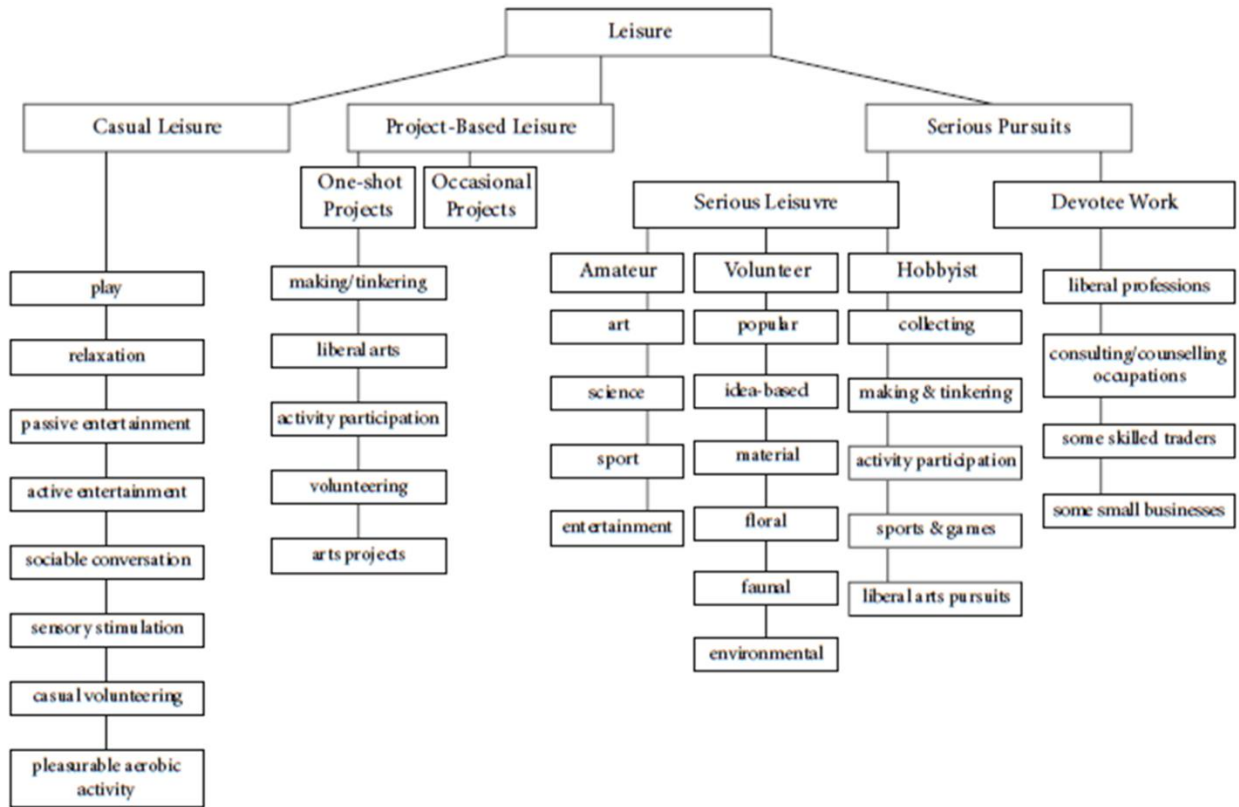 Leisure
Casual Leisure
Project-Based Leisure
Serious Pursuits
One-shot
Projects
Occasional
Projects
Serious Leisuvre
Devotee Work
play
relaxation
passive entertainment
active entertainment
sociable conversation
sensory stimulation
casual volunteering
pleasurable aerobic
activity
making/tinkering
liberal arts
activity participation
volunteering
arts projects
Amateur
art
science
sport
entertainment
Volunteer
popular
idea-based
material
floral
faunal
environmental
Hobbyist
collecting
making & tinkering
activity participation
sports & games
liberal arts pursuits
liberal professions
consulting/counselling
occupations
some skilled traders
some small businesses